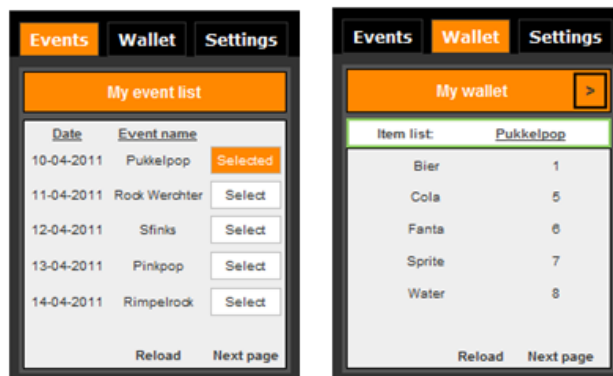 Events Wallet Settings
My event list
Date Event name
10-04-2011 Pukkelpop Selected
11-04-2011 Rock Werchter Select
12-04-2011 Sfinks Select
13-04-2011 Pinkpop Select
14-04-2011 Rimpelrock Select
Reload Next page
Events Wallet Settings
My wallet >
Item list: Pukkelpop
Bier 1
Cola 5
Fanta 6
Sprite 7
Water 8
Reload Next page